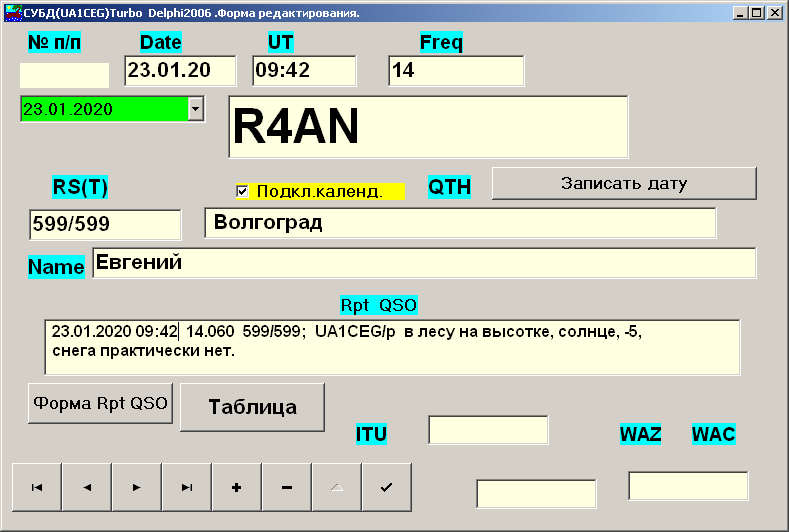 СУБД(UA1CEG)Turbo Delphi2006 .Форма редактирования.
№ п/п Date UT Freq
23.01.20 09:42 14
23.01.2020
R4AN
RS(T) Подкл.календ. QTH Записать дату
599/599 Волгоград
Name Евгений
Rpt QSO
23.01.2020 09:42 14.060 599/599; UA1CEG/p в лесу на высотке, солнце, -5,
снега практически нет.
Форма Rpt QSO Таблица
ITU WAZ WAC